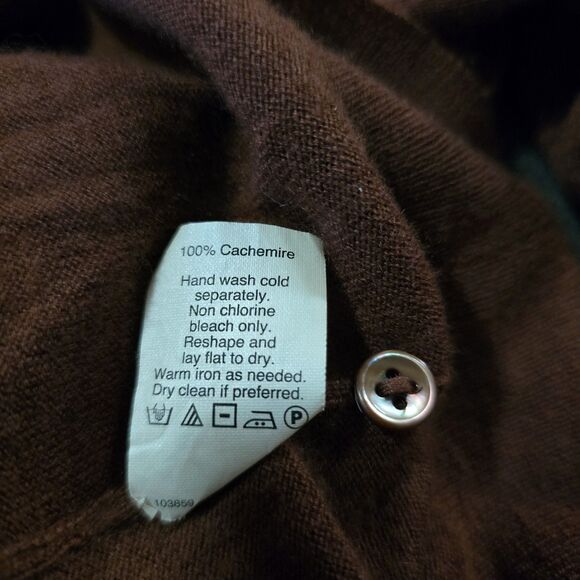 100% Cachemire
Hand wash cold
separately.
Non chlorine
bleach only.
Reshape and
lay flat to dry.
Warm iron as needed.
Dry clean if preferred.
P
103859